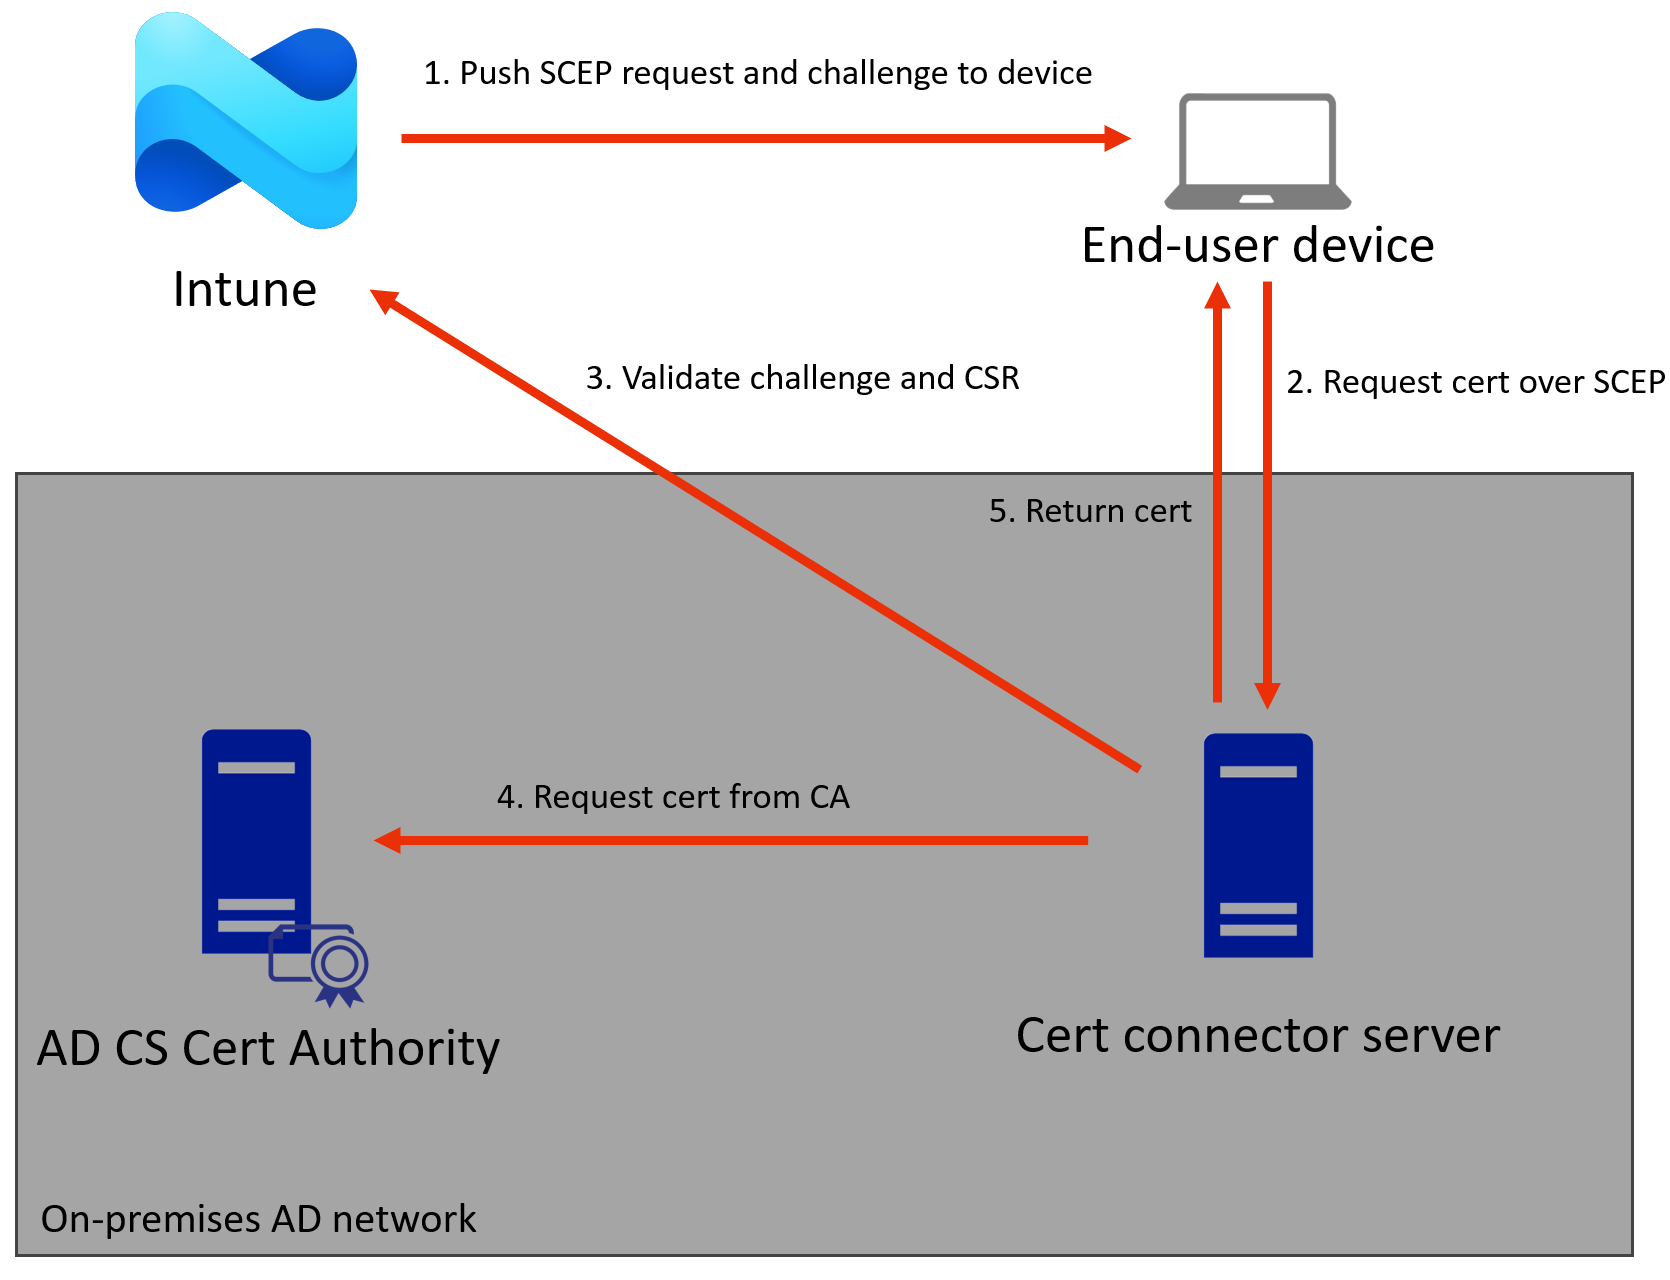 1. Push SCEP request and challenge to device
End-user device
Intune
3. Validate challenge and CSR
2. Request cert over SCEP
5. Return cert
4. Request cert from CA
AD CS Cert Authority
Cert connector server
On-premises AD network